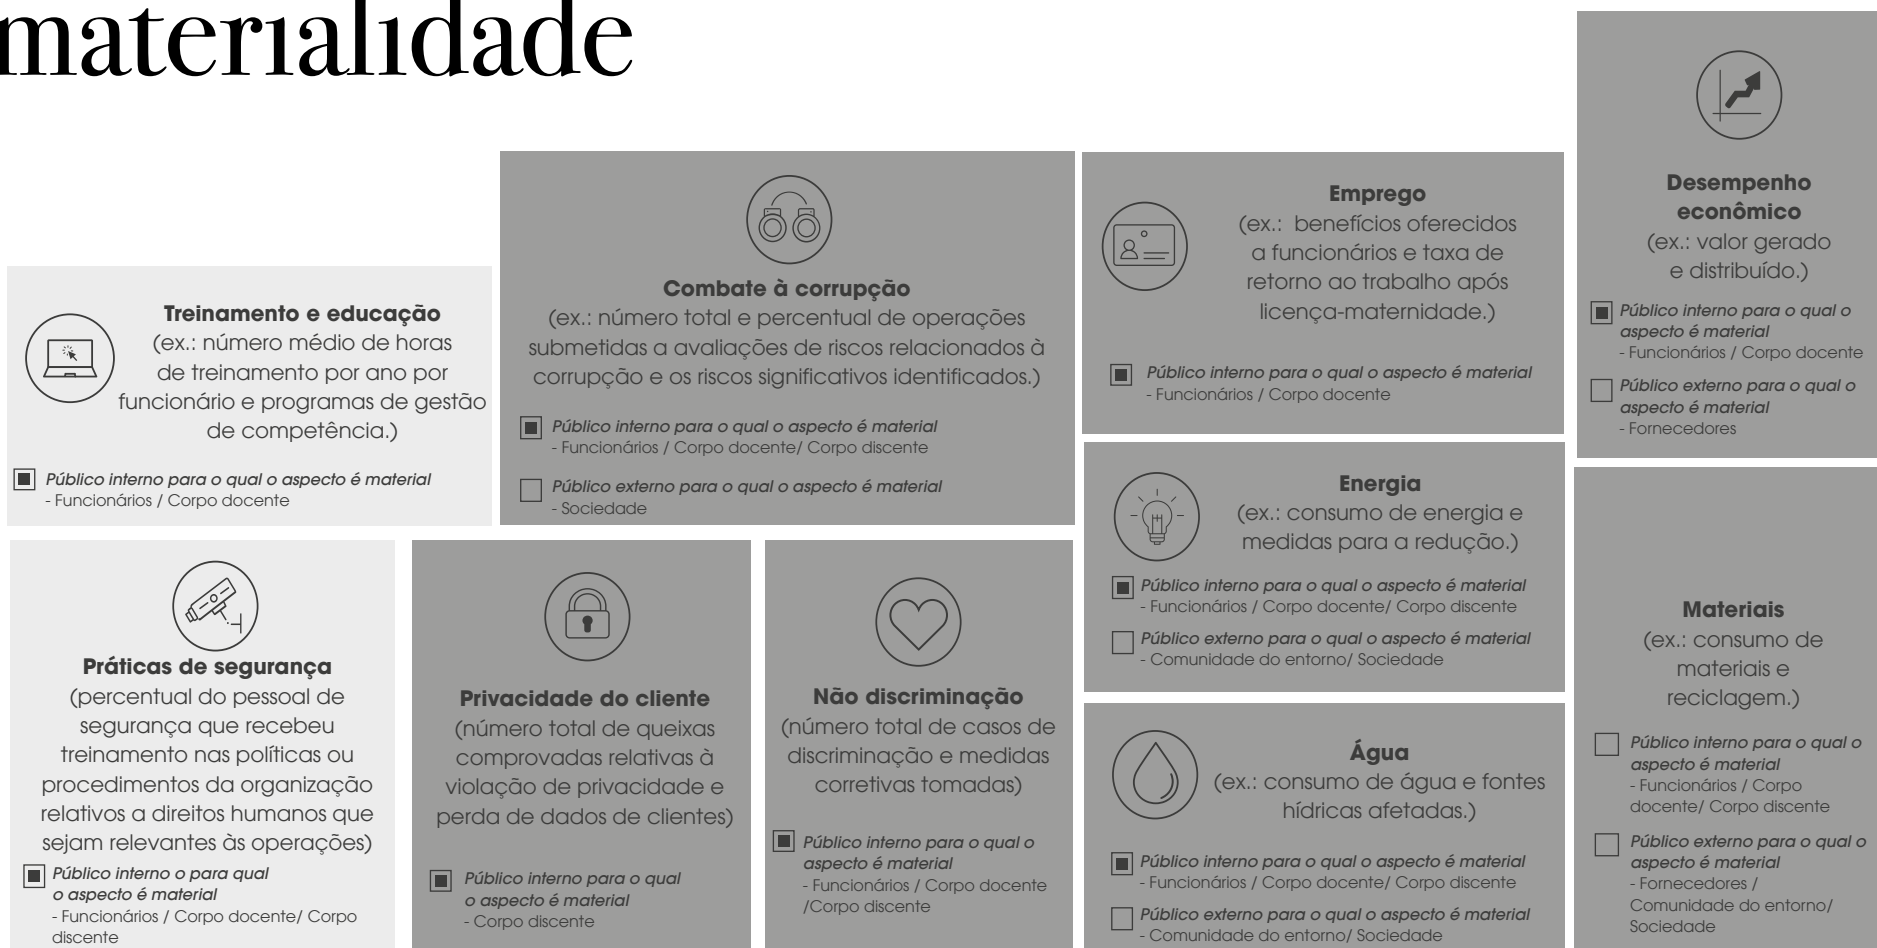 materialidade
Treinamento e educação
(ex.: número médio de horas
de treinamento por ano por
funcionário e programas de gestão
de competência.)
Público interno para o qual o aspecto é material
- Funcionários / Corpo docente
Combate à corrupção
(ex.: número total e percentual de operações
submetidas a avaliações de riscos relacionados à
corrupção e os riscos significativos identificados.)
Público interno para o qual o aspecto é material
- Funcionários / Corpo docente/ Corpo discente
Público externo para o qual o aspecto é material
- Sociedade
Emprego
(ex.: benefícios oferecidos
a funcionários e taxa de
retorno ao trabalho após
licença-maternidade.)
Público interno para o qual o aspecto é material
- Funcionários / Corpo docente
Desempenho
econômico
(ex.: valor gerado
e distribuído.)
Público interno para o qual o
aspecto é material
- Funcionários / Corpo docente
Público externo para o qual o
aspecto é material
- Fornecedores
Práticas de segurança
(percentual do pessoal de
segurança que recebeu
treinamento nas políticas ou
procedimentos da organização
relativos a direitos humanos que
sejam relevantes às operações)
Público interno o para qual
o aspecto é material
- Funcionários / Corpo docente/ Corpo
discente
Privacidade do cliente
(número total de queixas
comprovadas relativas à
violação de privacidade e
perda de dados de clientes)
Público interno para o qual
o aspecto é material
- Corpo discente
Não discriminação
(número total de casos de
discriminação e medidas
corretivas tomadas)
Público interno para o qual o
aspecto é material
- Funcionários / Corpo docente
/Corpo discente
Energia
(ex.: consumo de energia e
medidas para a redução.)
Público interno para o qual o aspecto é material
- Funcionários / Corpo docente/ Corpo discente
Público externo para o qual o aspecto é material
- Comunidade do entorno/ Sociedade
Água
(ex.: consumo de água e fontes
hídricas afetadas.)
Público interno para o qual o aspecto é material
- Funcionários / Corpo docente/ Corpo discente
Público externo para o qual o aspecto é material
- Comunidade do entorno/ Sociedade
Materiais
(ex.: consumo de
materiais e
reciclagem.)
Público interno para o qual o
aspecto é material
- Funcionários / Corpo
docente/ Corpo discente
Público externo para o qual o
aspecto é material
- Fornecedores /
Comunidade do entorno/
Sociedade